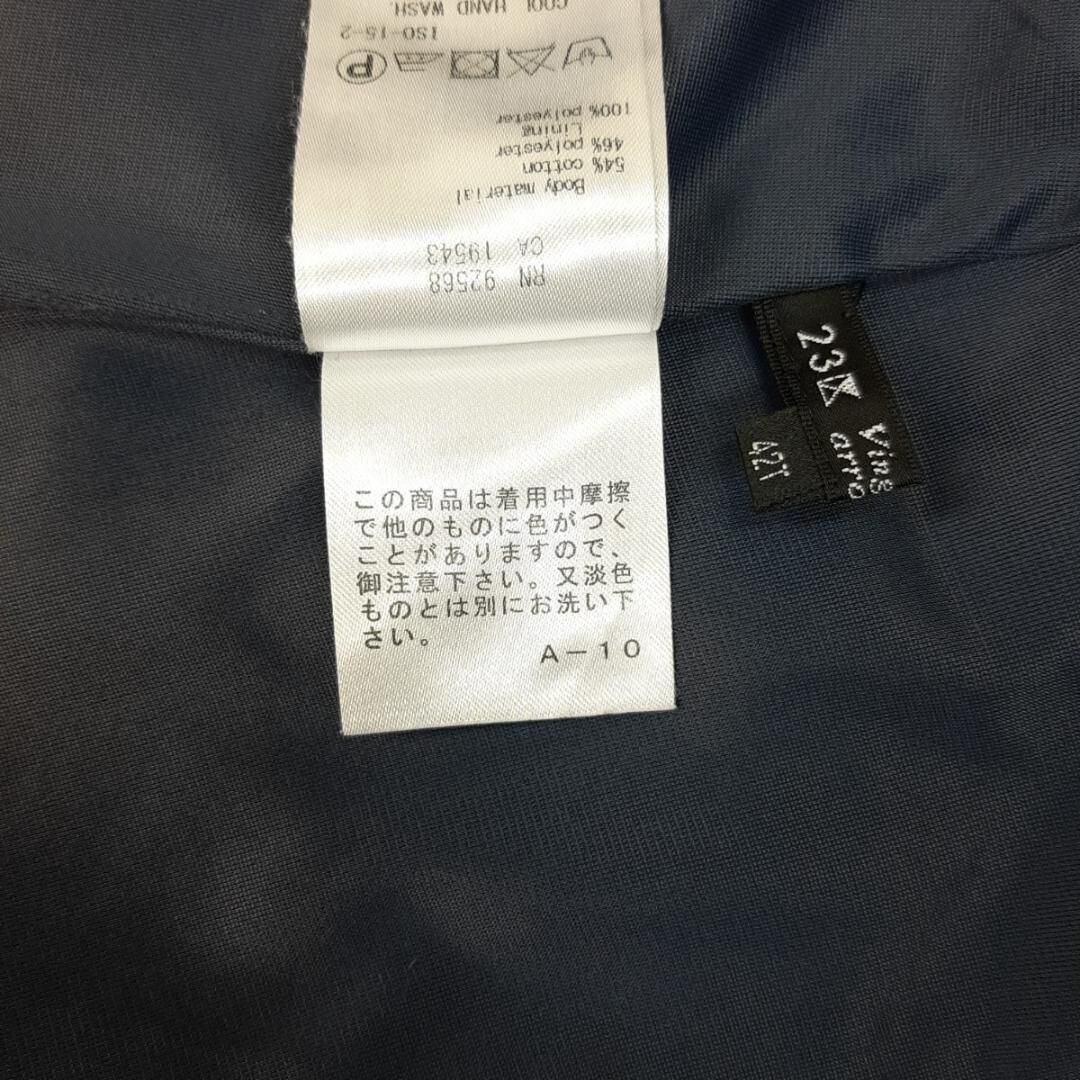 RN 92568
CA 19543
Body material
54% cotton
46% polyester
Lining
100% polyester
P
ISO-15-2
COOL HAND WASH.
この商品は着用中摩擦
で他のものに色がつく
ことがありますので、
御注意下さい。又淡色
ものとは別にお洗い下
さい。
A-10
23区
Ving
arro
42T